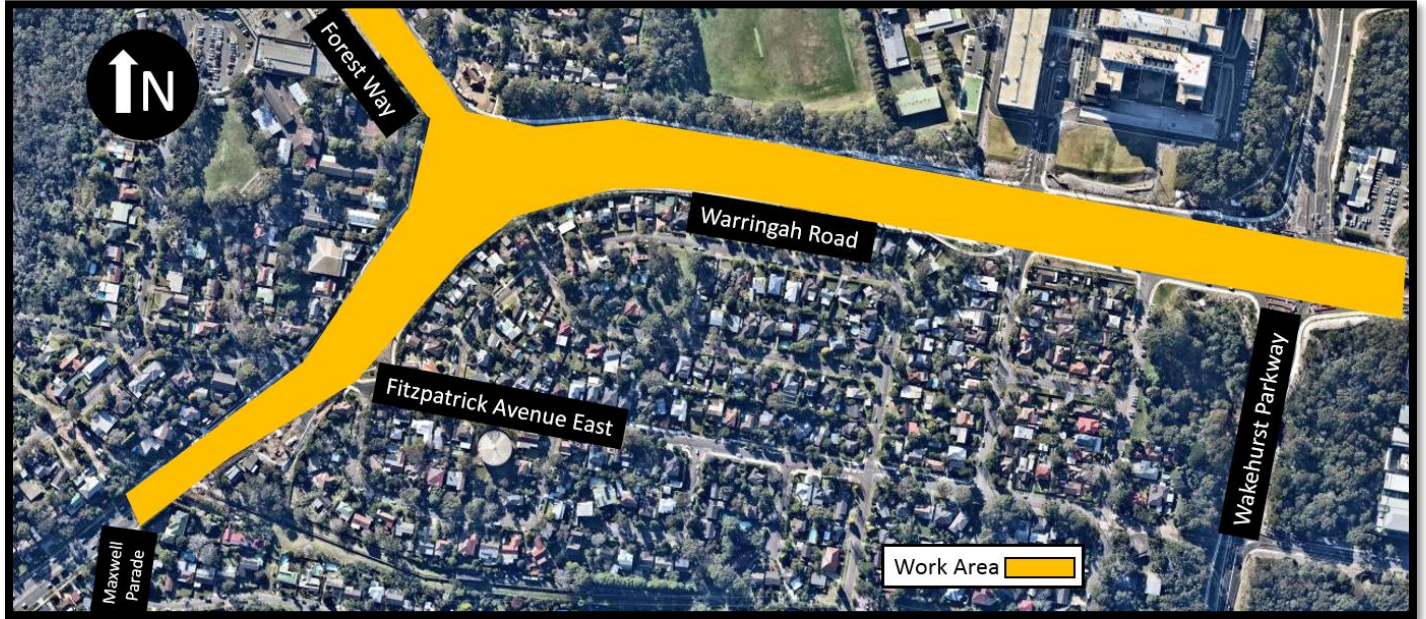 N
Forest Way
Warringah Road
Fitzpatrick Avenue East
Wakehurst Parkway
Maxwell
Parade
Work Area